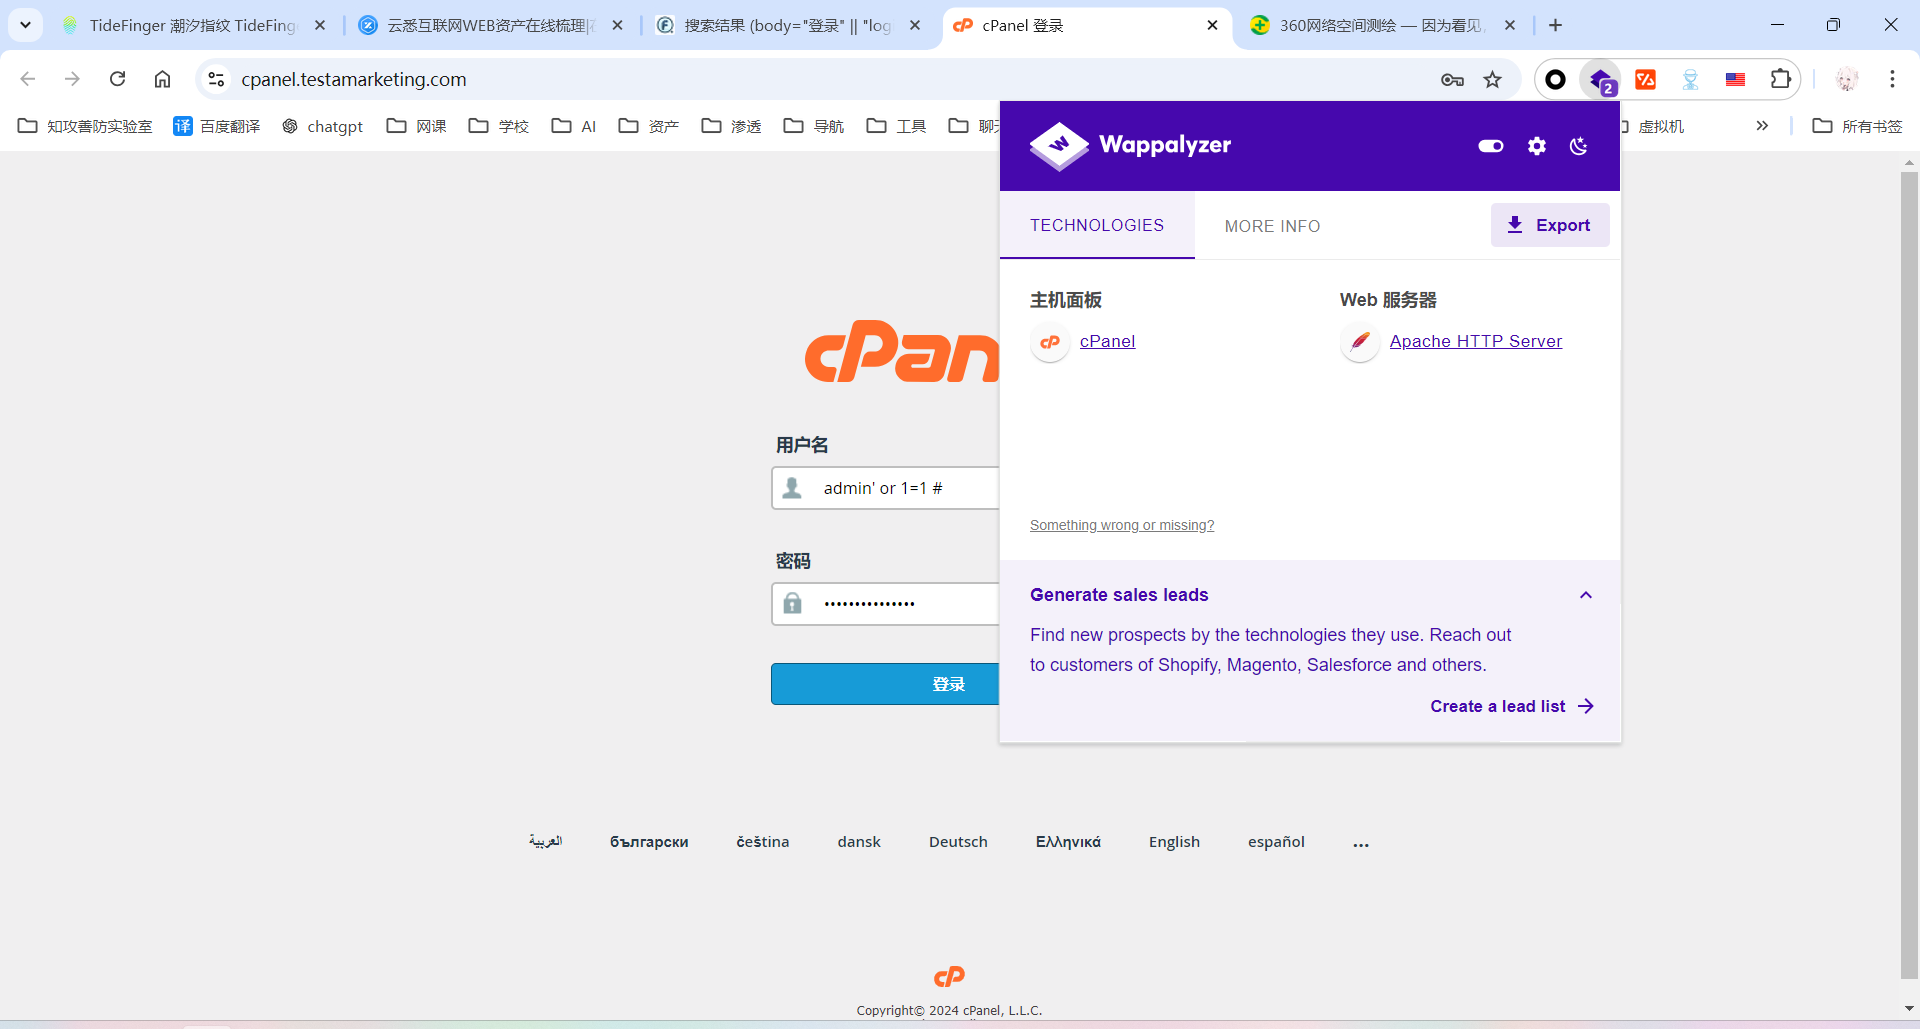 TideFinger 潮汐指纹 TideFing
云悉互联网WEB资产在线梳理|
搜索结果 (body="登录" || "log
cPanel 登录
360网络空间测绘 — 因为看见,
cpanel.testamarketing.com
2
知攻善防实验室
译 百度翻译
chatgpt
网课
学校
AI
资产
渗透
导航
工具
虚拟机
所有书签
Wappalyzer
TECHNOLOGIES
MORE INFO
Export
主机面板
Web 服务器
cPanel
Apache HTTP Server
Something wrong or missing?
Generate sales leads
Find new prospects by the technologies they use. Reach out
to customers of Shopify, Magento, Salesforce and others.
Create a lead list
cPan
用户名
admin' or 1=1 #
密码
•••••••••••••••
登录
العربية
български
čeština
dansk
Deutsch
Ελληνικά
English
español
...
cP
Copyright© 2024 cPanel, L.L.C.